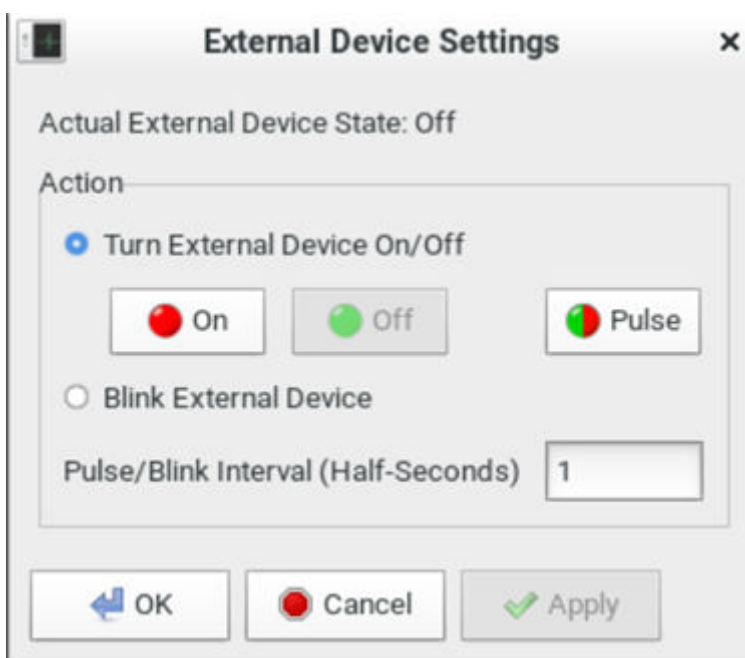 External Device Settings
Actual External Device State: Off
Action
Turn External Device On/Off
On Off Pulse
Blink External Device
Pulse/Blink Interval (Half-Seconds) 1
OK Cancel Apply